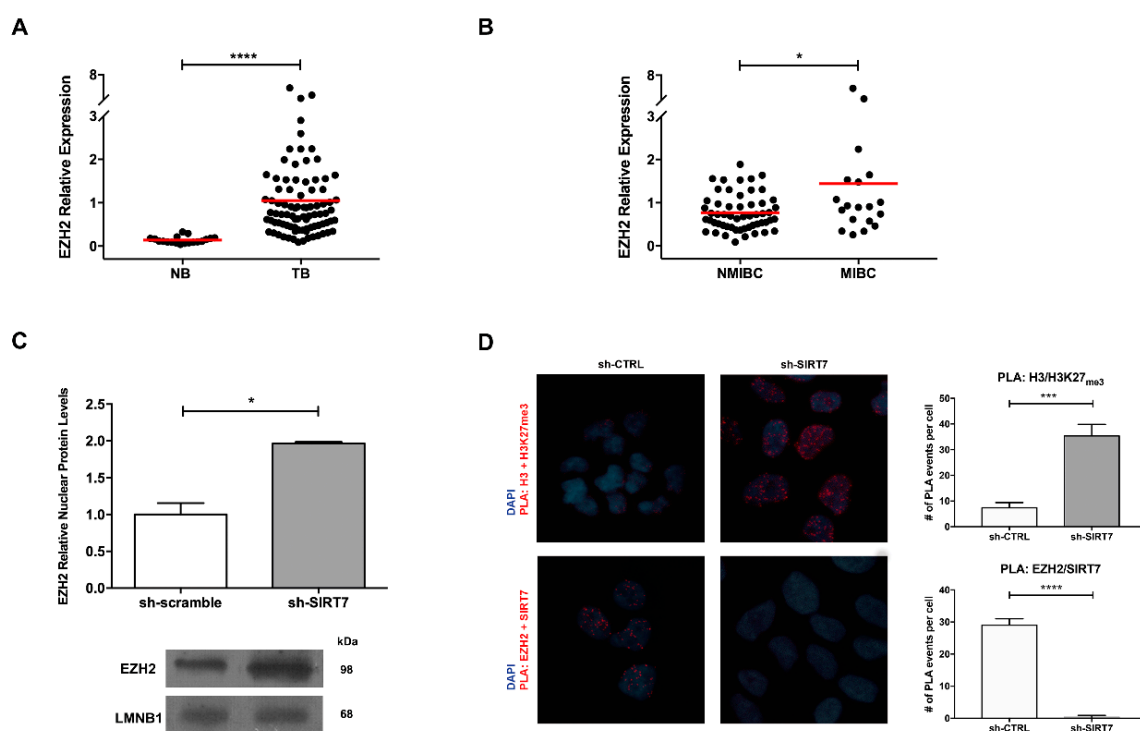 A
EZH2 Relative Expression
****
8
3
2
1
0
NB
TB
B
EZH2 Relative Expression
*
8
3
2
1
0
NMIBC
MIBC
C
EZH2 Relative Nuclear Protein Levels
*
2.5
2.0
1.5
1.0
0.5
0.0
sh-scramble
sh-SIRT7
kDa
EZH2
98
LMNB1
68
D
sh-CTRL
sh-SIRT7
DAPI
PLA: H3 + H3K27me3
DAPI
PLA: EZH2 + SIRT7
PLA: H3/H3K27me3
***
# of PLA events per cell
50
40
30
20
10
0
sh-CTRL
sh-SIRT7
PLA: EZH2/SIRT7
****
# of PLA events per cell
40
30
20
10
0
sh-CTRL
sh-SIRT7